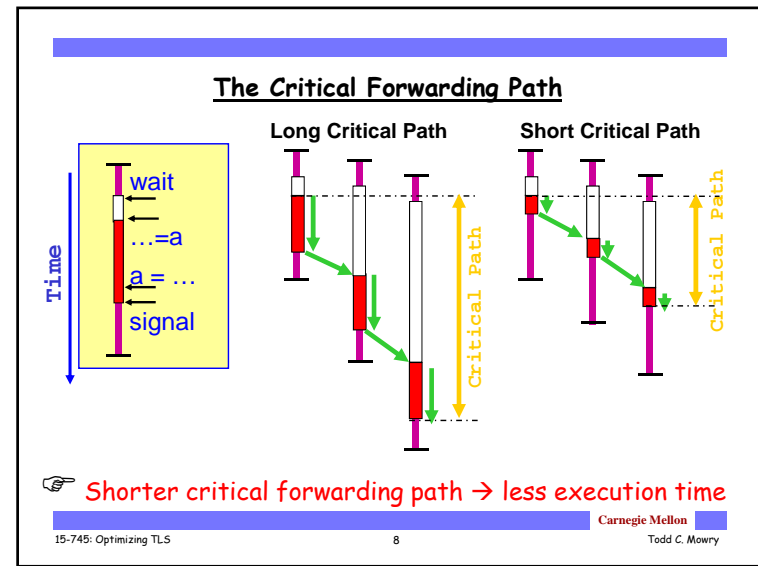 The Critical Forwarding Path
Long Critical Path
Short Critical Path
Time
wait
…=a
a = …
signal
Critical Path
Critical Path
☞ Shorter critical forwarding path → less execution time
Carnegie Mellon
15-745: Optimizing TLS
8
Todd C. Mowry